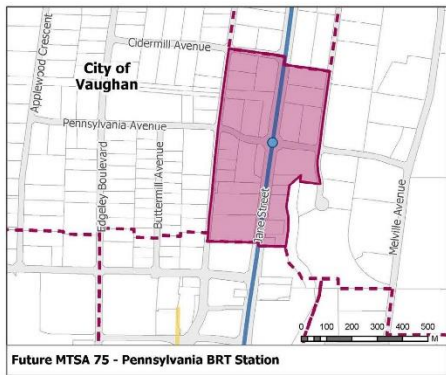 Cidermill Avenue
Applewood Crescent
City of
Vaughan
Pennsylvania Avenue
Edgeley Boulevard
Buttermill Avenue
Jane Street
Melville Avenue
0 100 200 300 400 500
M
Future MTSA 75 - Pennsylvania BRT Station